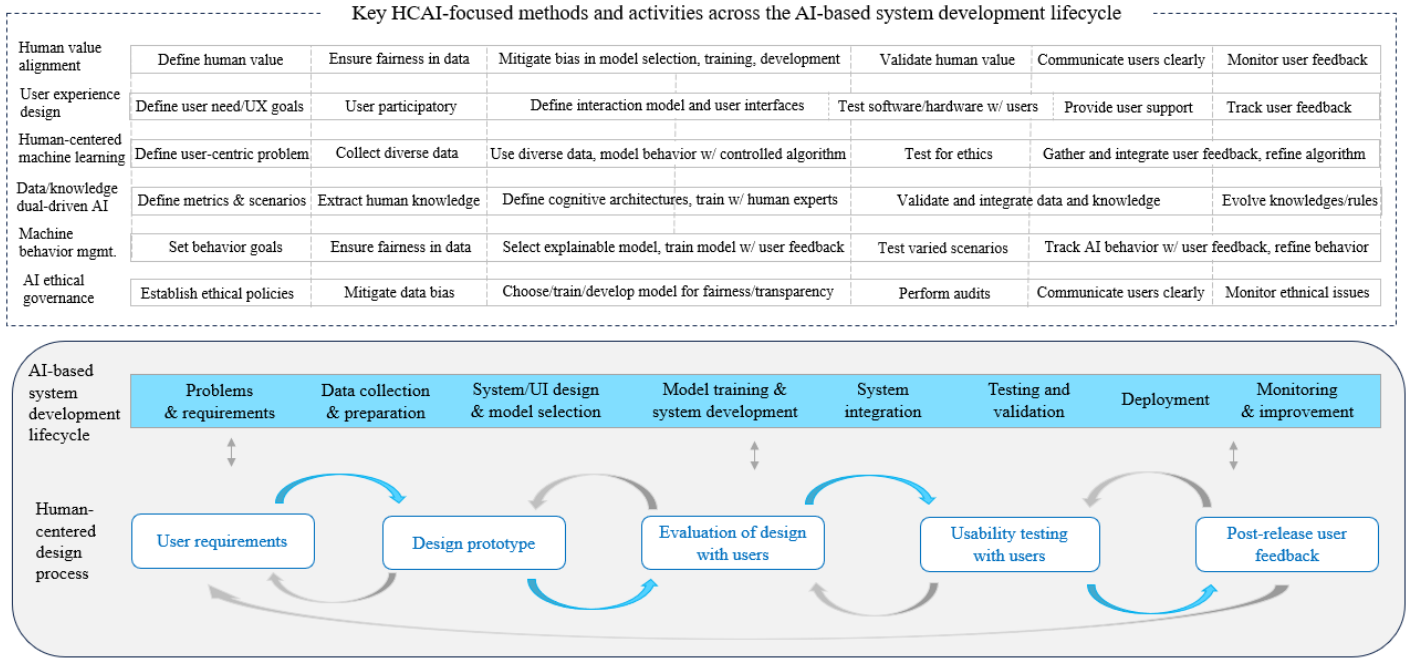 Key HCAI-focused methods and activities across the AI-based system development lifecycle
Human value
alignment
Define human value
Ensure fairness in data
Mitigate bias in model selection, training, development
Validate human value
Communicate users clearly
Monitor user feedback
User experience
design
Define user need/UX goals
User participatory
Define interaction model and user interfaces
Test software/hardware w/ users
Provide user support
Track user feedback
Human-centered
machine learning
Define user-centric problem
Collect diverse data
Use diverse data, model behavior w/ controlled algorithm
Test for ethics
Gather and integrate user feedback, refine algorithm
Data/knowledge
dual-driven AI
Define metrics & scenarios
Extract human knowledge
Define cognitive architectures, train w/ human experts
Validate and integrate data and knowledge
Evolve knowledges/rules
Machine
behavior mgmt.
Set behavior goals
Ensure fairness in data
Select explainable model, train model w/ user feedback
Test varied scenarios
Track AI behavior w/ user feedback, refine behavior
AI ethical
governance
Establish ethical policies
Mitigate data bias
Choose/train/develop model for fairness/transparency
Perform audits
Communicate users clearly
Monitor ethnical issues
AI-based
system
development
lifecycle
Problems
& requirements
Data collection
& preparation
System/UI design
& model selection
Model training &
system development
System
integration
Testing and
validation
Deployment
Monitoring
& improvement
Human-
centered
design
process
User requirements
Design prototype
Evaluation of design
with users
Usability testing
with users
Post-release user
feedback